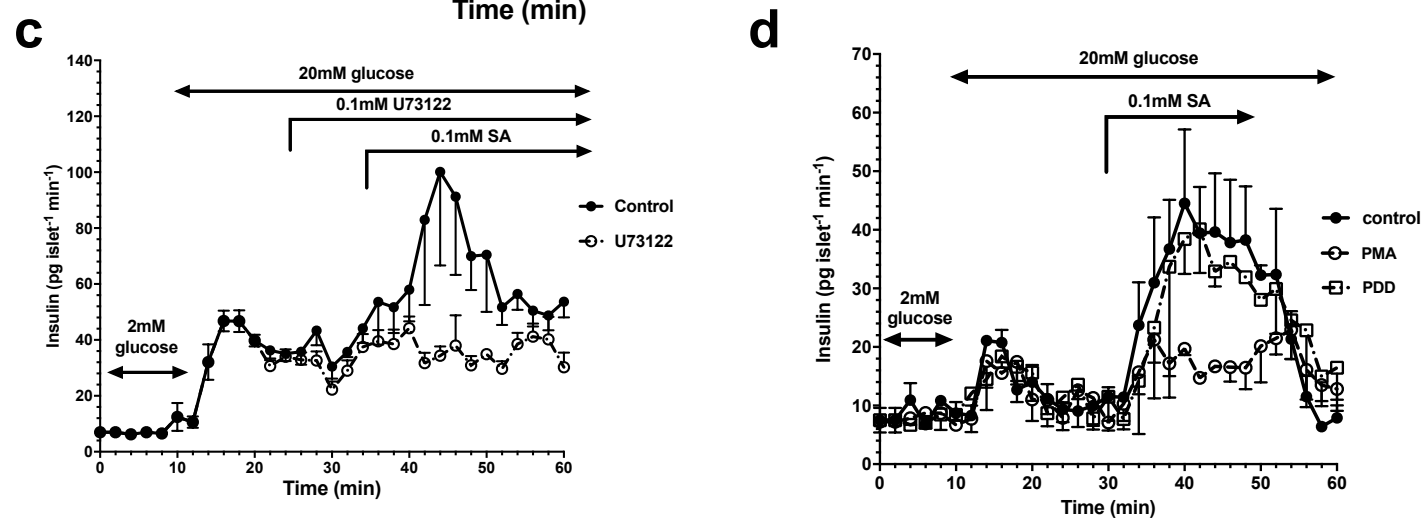 Time (min)
c
140
120
100
80
60
40
20
0
Insulin (pg islet-1 min-1)
20mM glucose
0.1mM U73122
0.1mM SA
2mM
glucose
Control
U73122
0 10 20 30 40 50 60
Time (min)
d
70
60
50
40
30
20
10
0
Insulin (pg islet-1 min-1)
20mM glucose
0.1mM SA
2mM
glucose
control
PMA
PDD
0 10 20 30 40 50 60
Time (min)